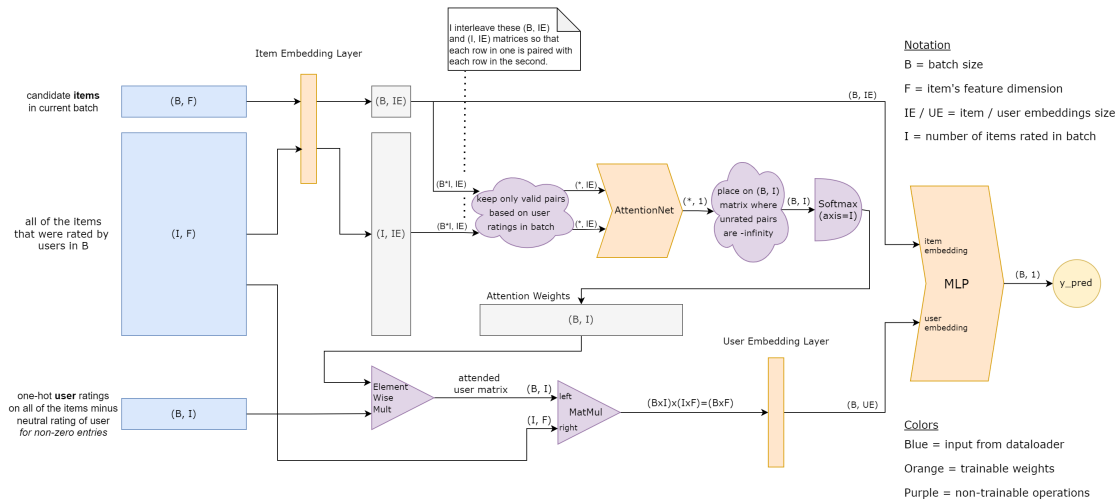 I interleave these (B, IE)
and (I, IE) matrices so that
each row in one is paired with
each row in the second.
Notation
B = batch size
F = item's feature dimension
IE / UE = item / user embeddings size
I = number of items rated in batch
Item Embedding Layer
candidate items
in current batch
(B, F)
(B, IE)
(B, IE)
all of the items
that were rated by
users in B
(I, F)
(I, IE)
(B*I, IE)
(B*I, IE)
keep only valid pairs
based on user
ratings in batch
(*, IE)
(*, IE)
AttentionNet
(*, 1)
place on (B, I)
matrix where
unrated pairs
are -infinity
(B, I)
Softmax
(axis=I)
item
embedding
MLP
user
embedding
(B, 1)
y_pred
Attention Weights
(B, I)
User Embedding Layer
one-hot user ratings
on all of the items minus
neutral rating of user
for non-zero entries
(B, I)
Element
Wise
Mult
attended
user matrix
(B, I)
(I, F)
left
MatMul
right
(BxI)x(IxF)=(BxF)
(B, UE)
Colors
Blue = input from dataloader
Orange = trainable weights
Purple = non-trainable operations